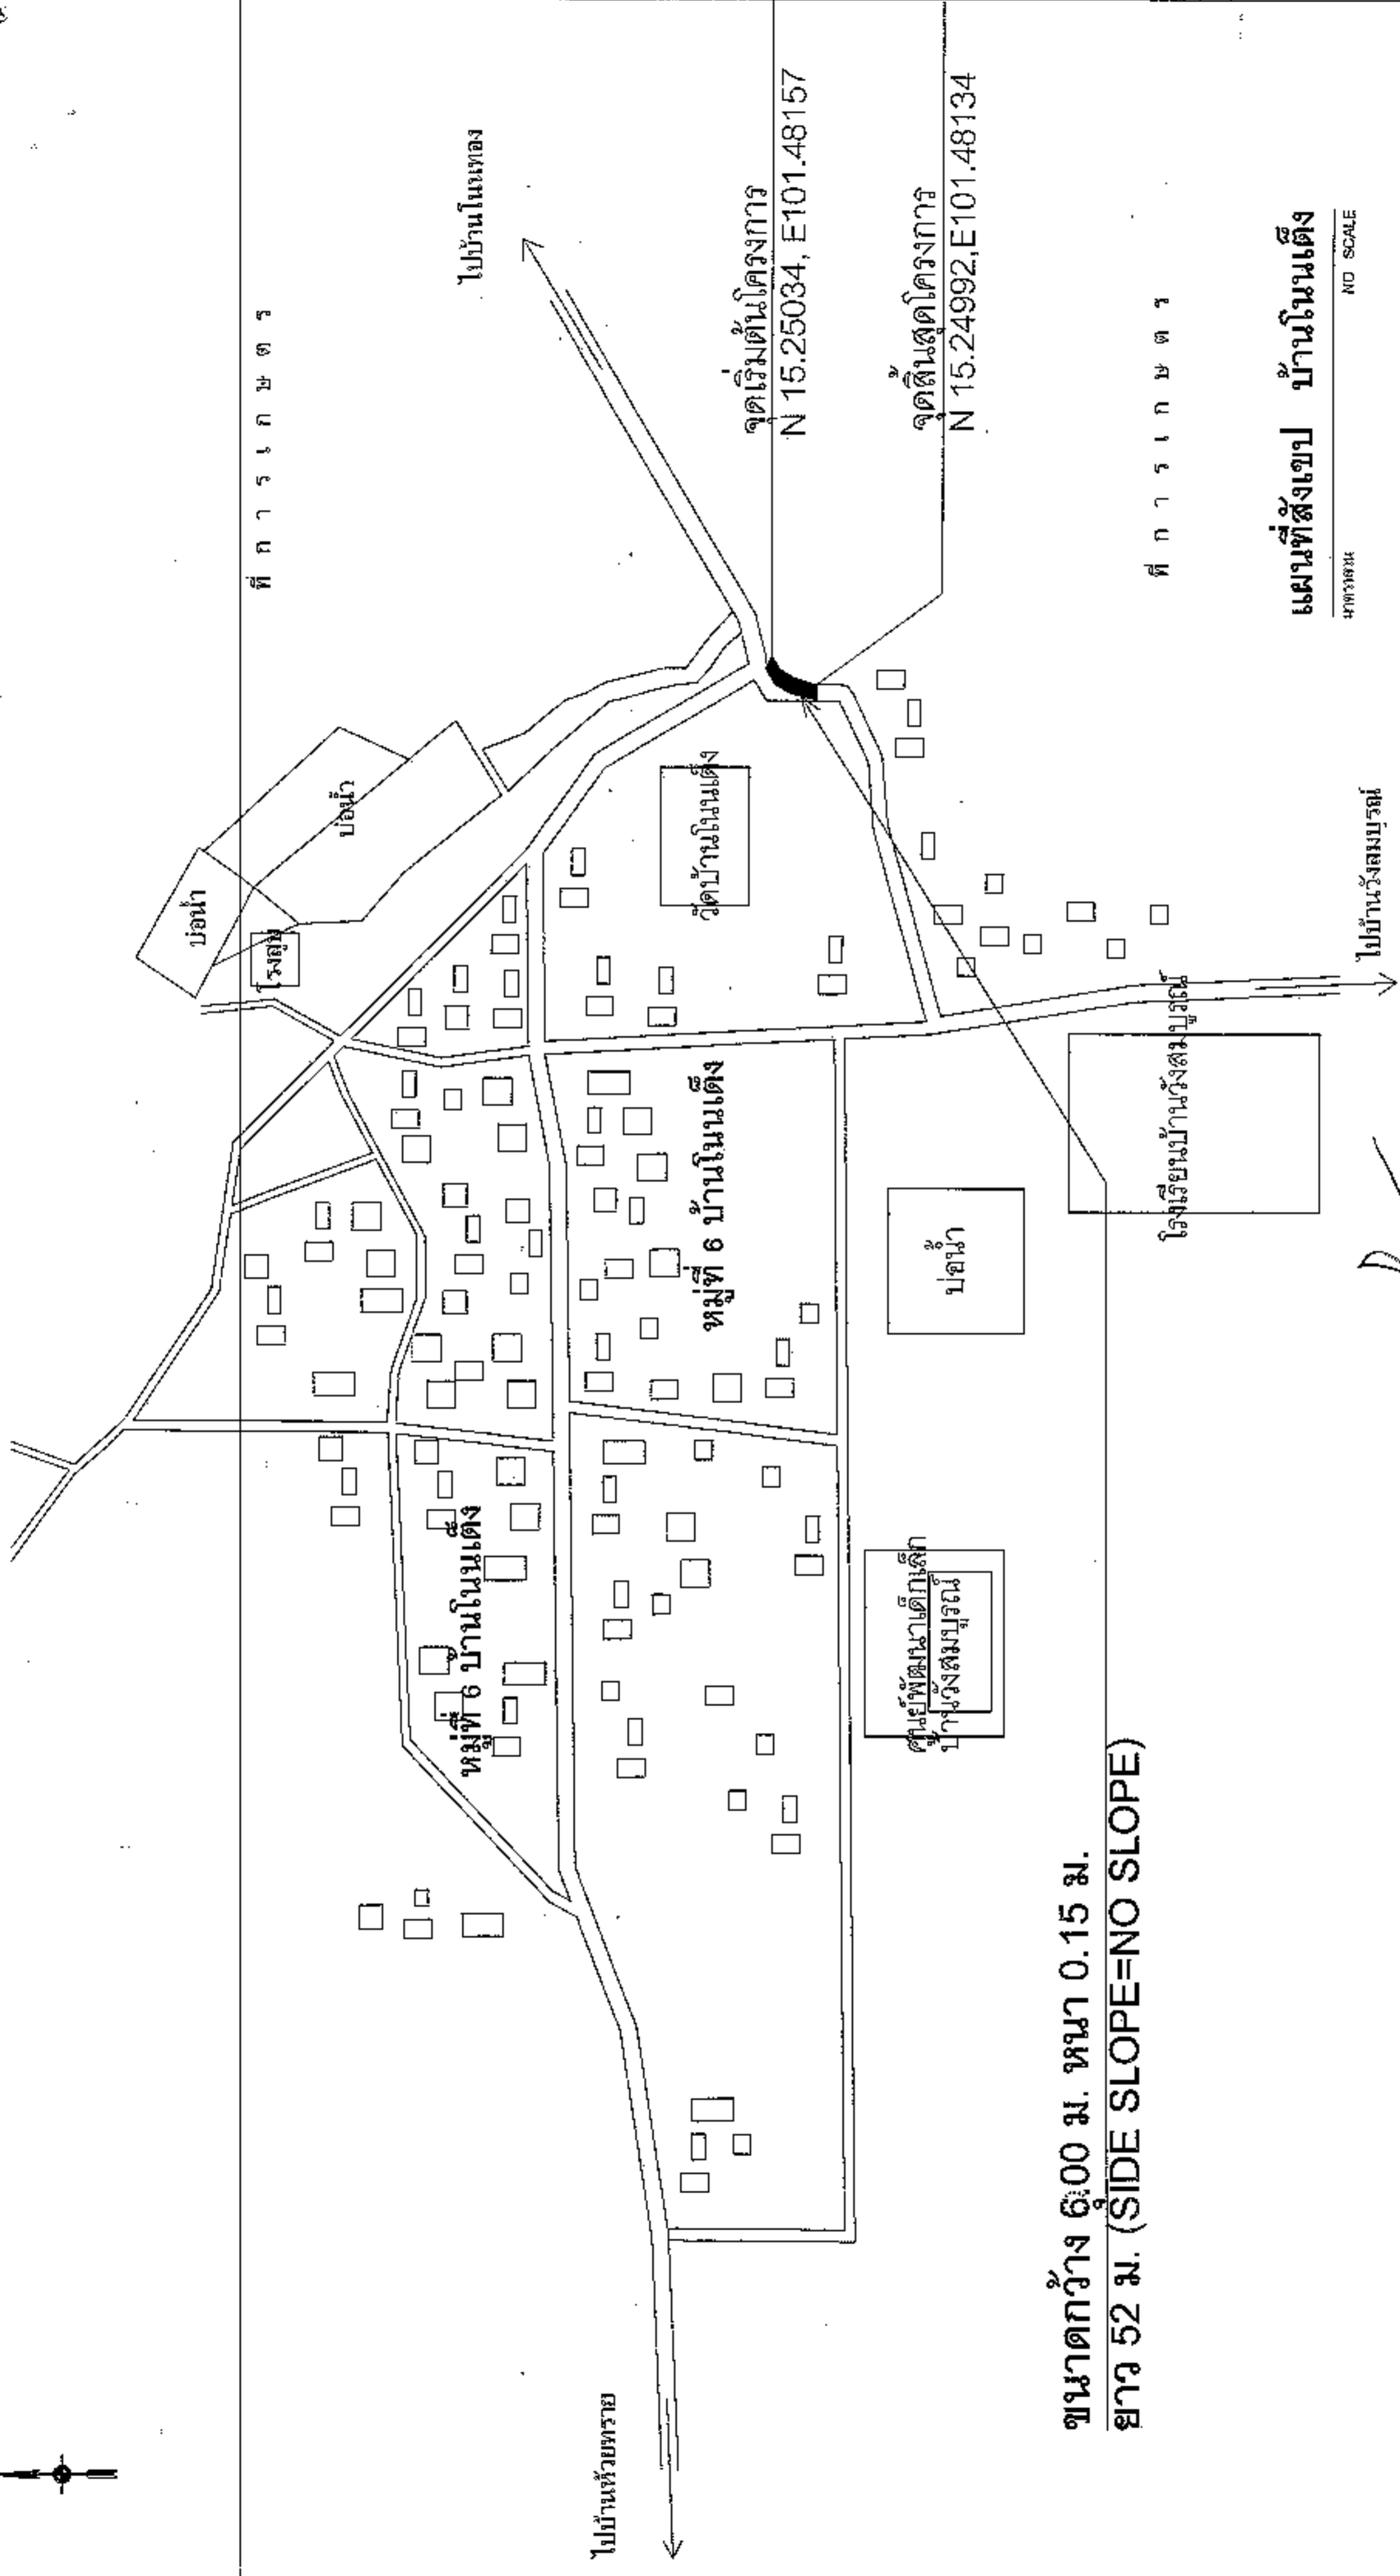 ที่การเกษตร
ไปบ้านโนนทอง
บ่อน้ำ
บ่อน้ำ
โรงสูบ
จุดเริ่มต้นโครงการ
N 15.25034, E101.48157
จุดสิ้นสุดโครงการ
N 15.24992,E101.48134
วัดบ้านโนนเต็ง
หมู่ที่ 6 บ้านโนนเต็ง
หมู่ที่ 6 บ้านโนนเต็ง
ไปบ้านห้วยทราย
บ่อน้ำ
ศูนย์พัฒนาเด็กเล็ก
บ้านวังสมบูรณ์
โรงเรียนบ้านวังสมบูรณ์
ไปบ้านวังสมบูรณ์
ที่การเกษตร
ขนาดกว้าง 6.00 ม. หนา 0.15 ม.
ยาว 52 ม. (SIDE SLOPE=NO SLOPE)
แผนที่สังเขป บ้านโนนเต็ง
มาตราส่วน NO SCALE